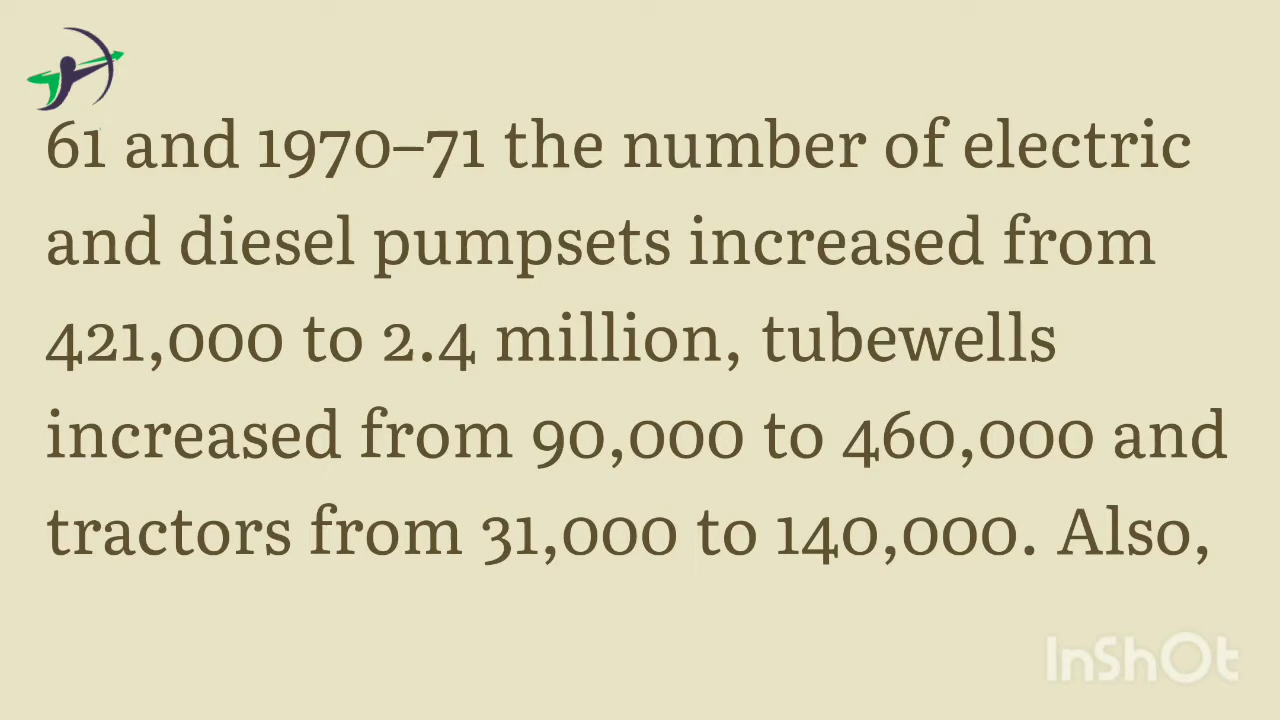 61 and 1970–71 the number of electric
and diesel pumpsets increased from
421,000 to 2.4 million, tubewells
increased from 90,000 to 460,000 and
tractors from 31,000 to 140,000. Also,
InShOt